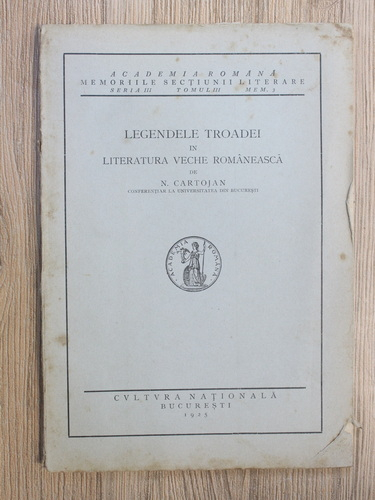 ACADEMIA ROMÂNĂ
MEMORIILE SECȚIUNII LITERARE
SERIA III TOMUL III MEM. 3
LEGENDELE TROADEI
IN
LITERATURA VECHE ROMÂNEASCĂ
DE
N. CARTOJAN
CONFERENȚIAR LA UNIVERSITATEA DIN BUCUREȘTI
ACADEMIA ROMANA
CVLTVRA NAȚIONALĂ
BUCUREȘTI
1925